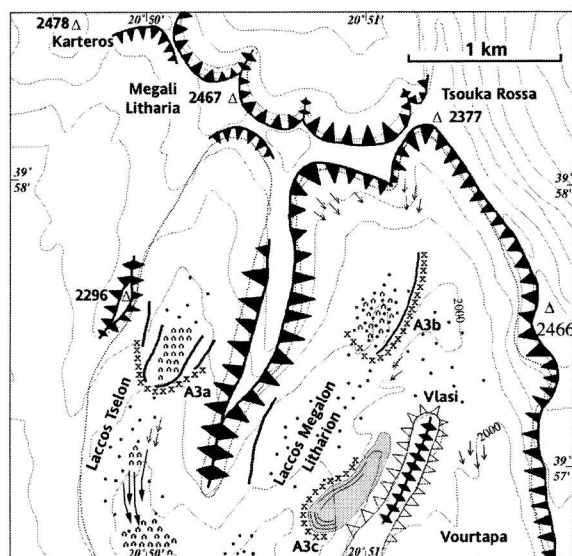 20° 50'
20° 51'
2478
Karteros
1 km
Megali
Litharia
2467
Tsouka Rossa
2377
39°
58'
39°
58'
2296
2466
2000
A3b
A3a
Laccos Tselon
Laccos Megalon
Litharion
Vlasi
2000
39°
57'
A3c
Vourtapa
20° 50'
20° 51'